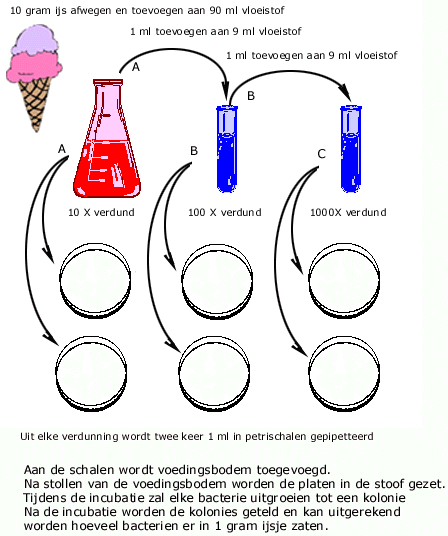 10 gram ijs afwegen en toevoegen aan 90 ml vloeistof
1 ml toevoegen aan 9 ml vloeistof
1 ml toevoegen aan 9 ml vloeistof
A
B
A
B
C
10 X verdund
100 X verdund
1000X verdund
Uit elke verdunning wordt twee keer 1 ml in petrischalen gepipetteerd
Aan de schalen wordt voedingsbodem toegevoegd.
Na stollen van de voedingsbodem worden de platen in de stoof gezet.
Tijdens de incubatie zal elke bacterie uitgroeien tot een kolonie
Na de incubatie worden de kolonies geteld en kan uitgerekend
worden hoeveel bacterien er in 1 gram ijsje zaten.